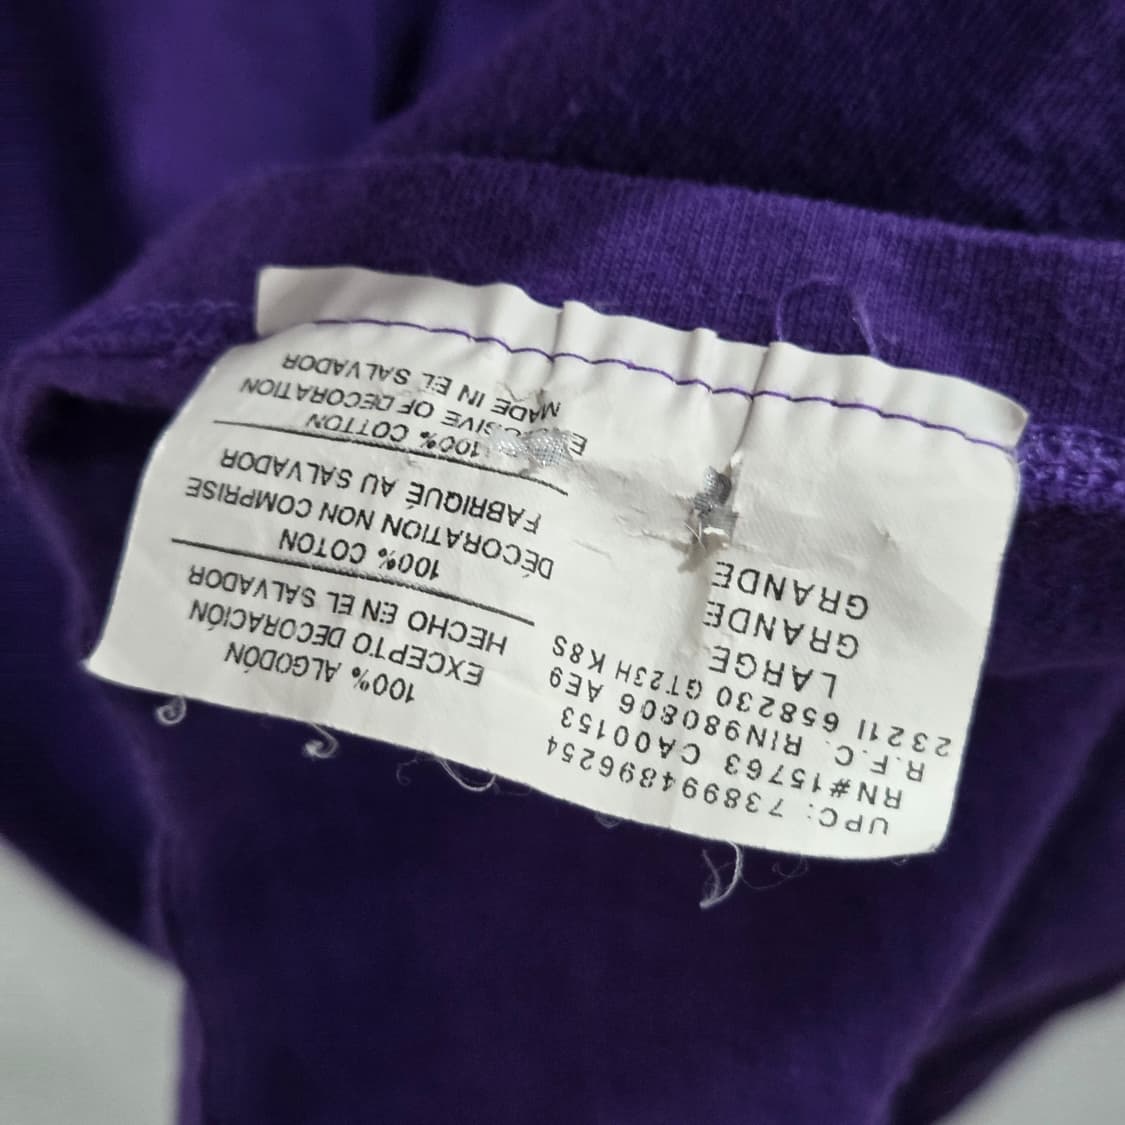 UPC: 738994896254
RN#15763 CA00153
R.F.C. RIN980806 AE9
2321I 658230 GT23H K8S
LARGE
GRANDE
GRANDE
100% ALGODÓN
EXCEPTO DECORACIÓN
HECHO EN EL SALVADOR
100% COTON
DÉCORATION NON COMPRISE
FABRIQUÉ AU SALVADOR
100% COTTON
OF DECORATION
MADE IN EL SALVADOR